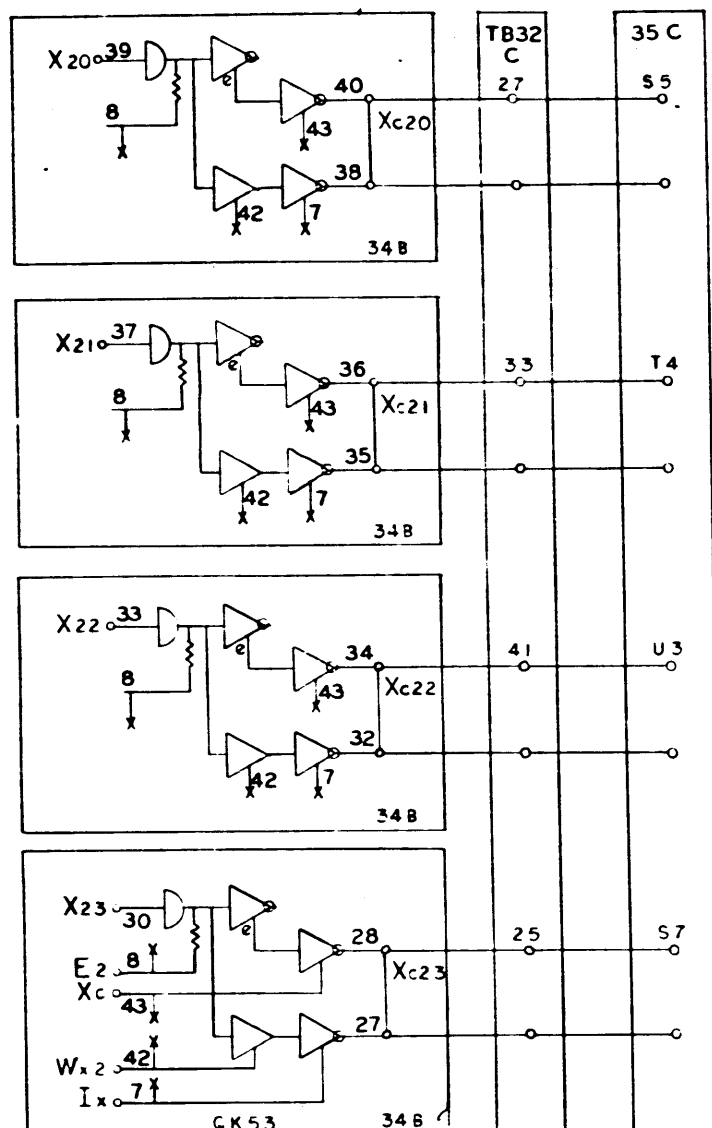 TB32 35C
C
X20 39 40 27 S5
8 e Xc20
43
38
42 7
34B
X21 37 36 33 T4
8 e Xc21
43
35
42 7
34B
X22 33 34 41 U3
8 e Xc22
43
32
42 7
34B
X23 30 28 25 S7
E2 8 e Xc23
Xc 43
27
Wx2 42
Ix 7
CK53 34B